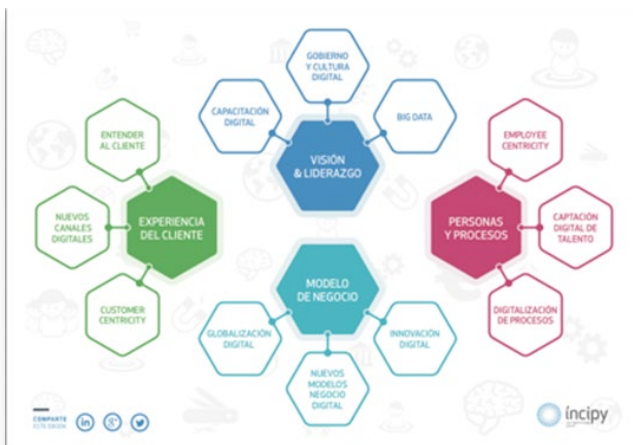 GOBIERNO
Y CULTURA
DIGITAL
CAPACITACIÓN
DIGITAL
BIG DATA
VISIÓN
& LIDERAZGO
ENTENDER
AL CLIENTE
NUEVOS
CANALES
DIGITALES
CUSTOMER
CENTRICITY
EXPERIENCIA
DEL CLIENTE
EMPLOYEE
CENTRICITY
CAPTACIÓN
DIGITAL DE
TALENTO
DIGITALIZACIÓN
DE PROCESOS
PERSONAS
Y PROCESOS
MODELO
DE NEGOCIO
GLOBALIZACIÓN
DIGITAL
NUEVOS
MODELOS
NEGOCIO
DIGITAL
INNOVACIÓN
DIGITAL
COMPARTE
ESTE EBOOK
in
g+
íncipy